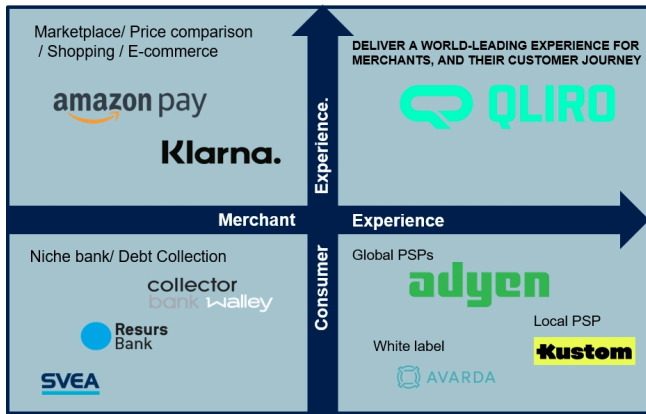 Marketplace/ Price comparison
/ Shopping / E-commerce
amazon pay
Klarna.
DELIVER A WORLD-LEADING EXPERIENCE FOR
MERCHANTS, AND THEIR CUSTOMER JOURNEY
QLIRO
Merchant Experience
Consumer Experience.
Niche bank/ Debt Collection
collector
bank walley
Resurs
Bank
SVEA
Global PSPs
adyen
Local PSP
Kustom
White label
AVARDA